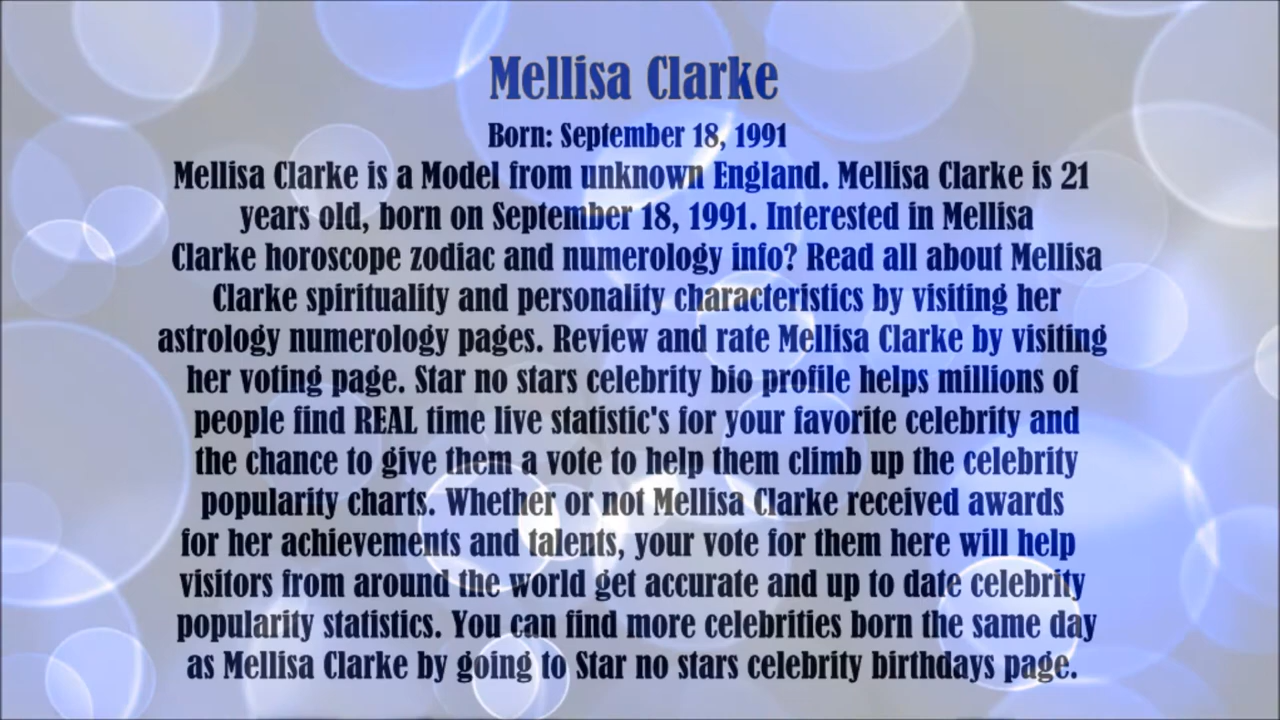 Mellisa Clarke
Born: September 18, 1991
Mellisa Clarke is a Model from unknown England. Mellisa Clarke is 21
years old, born on September 18, 1991. Interested in Mellisa
Clarke horoscope zodiac and numerology info? Read all about Mellisa
Clarke spirituality and personality characteristics by visiting her
astrology numerology pages. Review and rate Mellisa Clarke by visiting
her voting page. Star no stars celebrity bio profile helps millions of
people find REAL time live statistic's for your favorite celebrity and
the chance to give them a vote to help them climb up the celebrity
popularity charts. Whether or not Mellisa Clarke received awards
for her achievements and talents, your vote for them here will help
visitors from around the world get accurate and up to date celebrity
popularity statistics. You can find more celebrities born the same day
as Mellisa Clarke by going to Star no stars celebrity birthdays page.